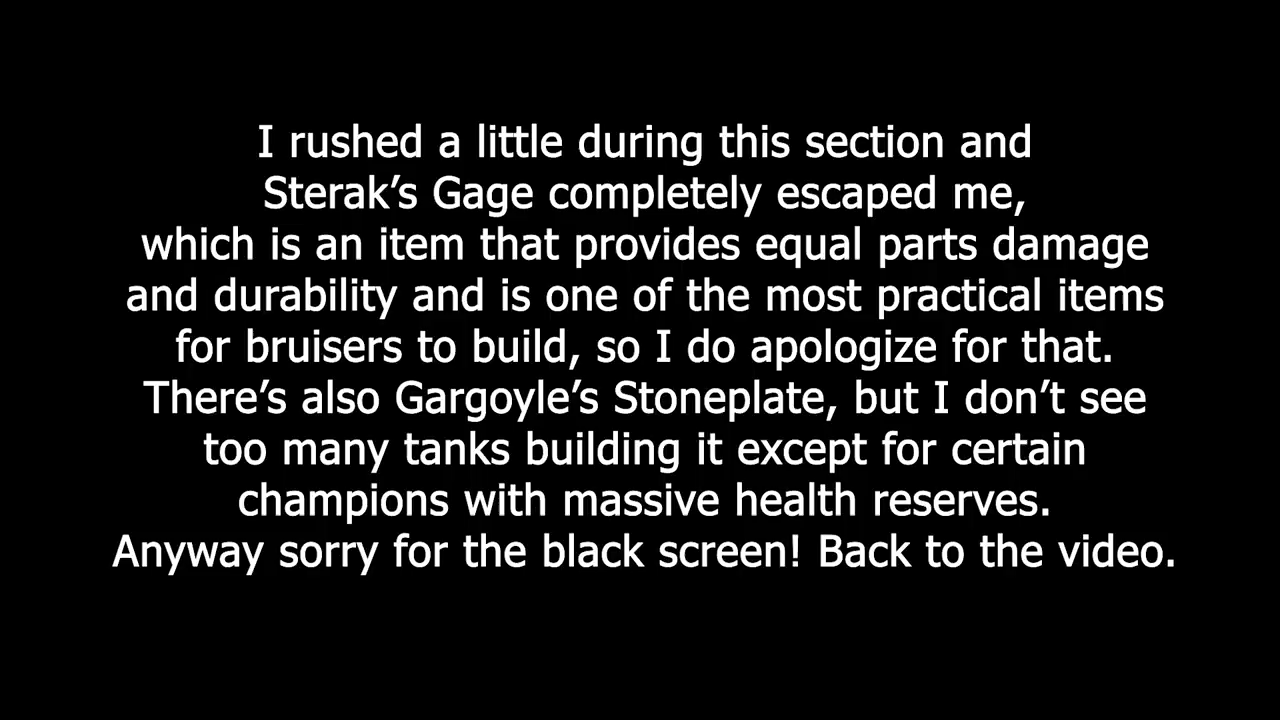 I rushed a little during this section and
Sterak’s Gage completely escaped me,
which is an item that provides equal parts damage
and durability and is one of the most practical items
for bruisers to build, so I do apologize for that.
There’s also Gargoyle’s Stoneplate, but I don’t see
too many tanks building it except for certain
champions with massive health reserves.
Anyway sorry for the black screen! Back to the video.